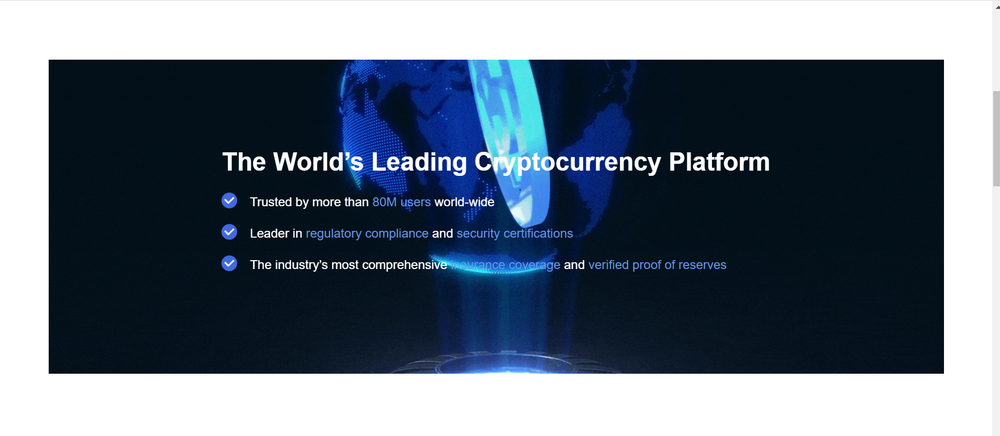 The World’s Leading Cryptocurrency Platform
Trusted by more than 80M users world-wide
Leader in regulatory compliance and security certifications
The industry’s most comprehensive insurance coverage and verified proof of reserves